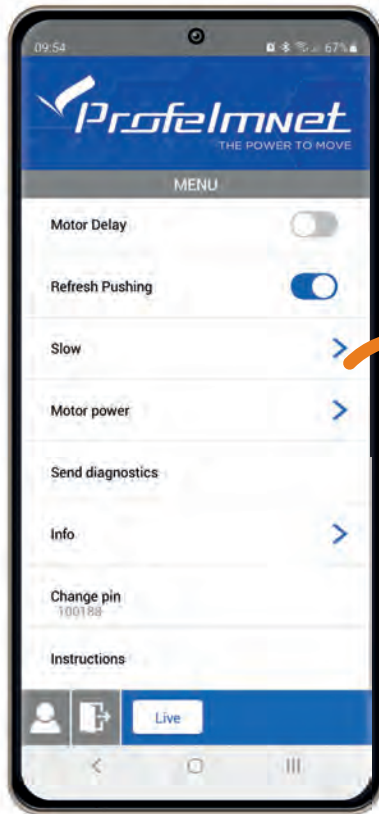 09:54
67%
Profelmnet
THE POWER TO MOVE
MENU
Motor Delay
Refresh Pushing
Slow
Motor power
Send diagnostics
Info
Change pin
100188
Instructions
Live